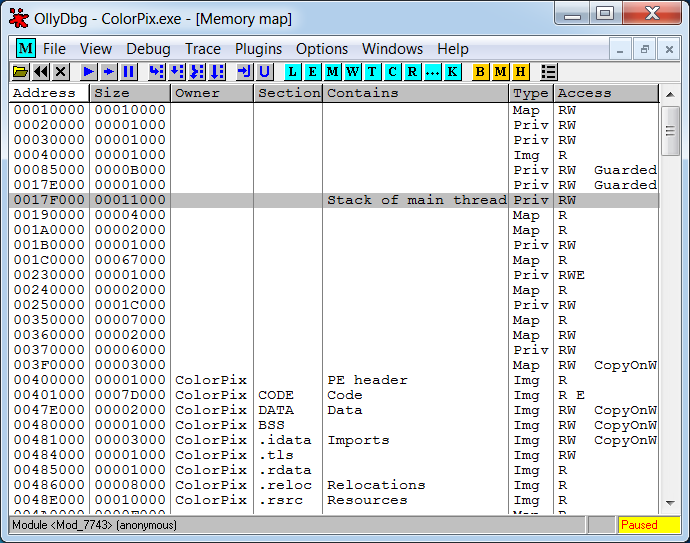 OllyDbg - ColorPix.exe - [Memory map]
M File View Debug Trace Plugins Options Windows Help
L E M W T C R ... K B M H
Address Size Owner Section Contains Type Access
00010000 00010000 Map RW
00020000 00001000 Priv RW
00030000 00001000 Priv RW
00040000 00001000 Img R
00085000 0000B000 Priv RW Guarded
0017E000 00001000 Priv RW Guarded
0017F000 00011000 Stack of main thread Priv RW
00190000 00004000 Map R
001A0000 00002000 Map R
001B0000 00001000 Priv RW
001C0000 00067000 Map R
00230000 00001000 Priv RWE
00240000 00002000 Map R
00250000 0001C000 Priv RW
00350000 00007000 Map R
00360000 00002000 Map RW
00370000 00006000 Priv RW
003F0000 00003000 Map RW CopyOnW
00400000 00001000 ColorPix PE header Img R
00401000 0007D000 ColorPix CODE Code Img R E
0047E000 00002000 ColorPix DATA Data Img RW CopyOnW
00480000 00001000 ColorPix BSS Img RW CopyOnW
00481000 00003000 ColorPix .idata Imports Img RW CopyOnW
00484000 00001000 ColorPix .tls Img RW
00485000 00001000 ColorPix .rdata Img R
00486000 00008000 ColorPix .reloc Relocations Img R
0048E000 00010000 ColorPix .rsrc Resources Img R
Module <Mod_7743> (anonymous) Paused